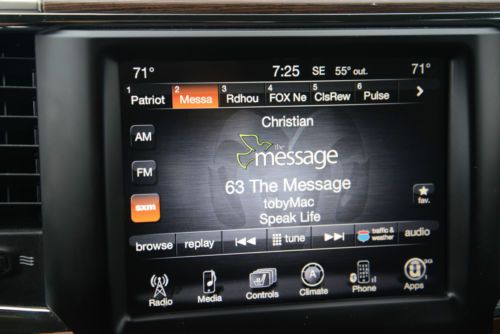 71° 7:25 SE 55° out. 71°
1 Patriot 2 Messa 3 Rdhou 4 FOX Ne 5 ClsRew 6 Pulse
AM
Christian
the message
FM
63 The Message
tobyMac
sxm
fav.
Speak Life
browse replay tune traffic & weather audio
Radio Media Controls Climate Phone Apps